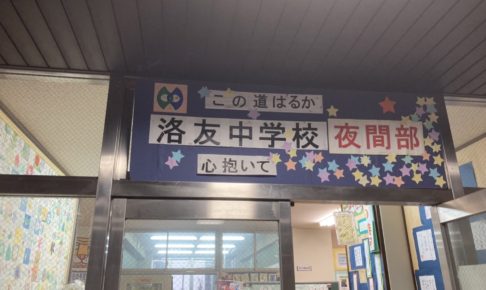 この道はるか
洛友中学校 夜間部
心抱いて